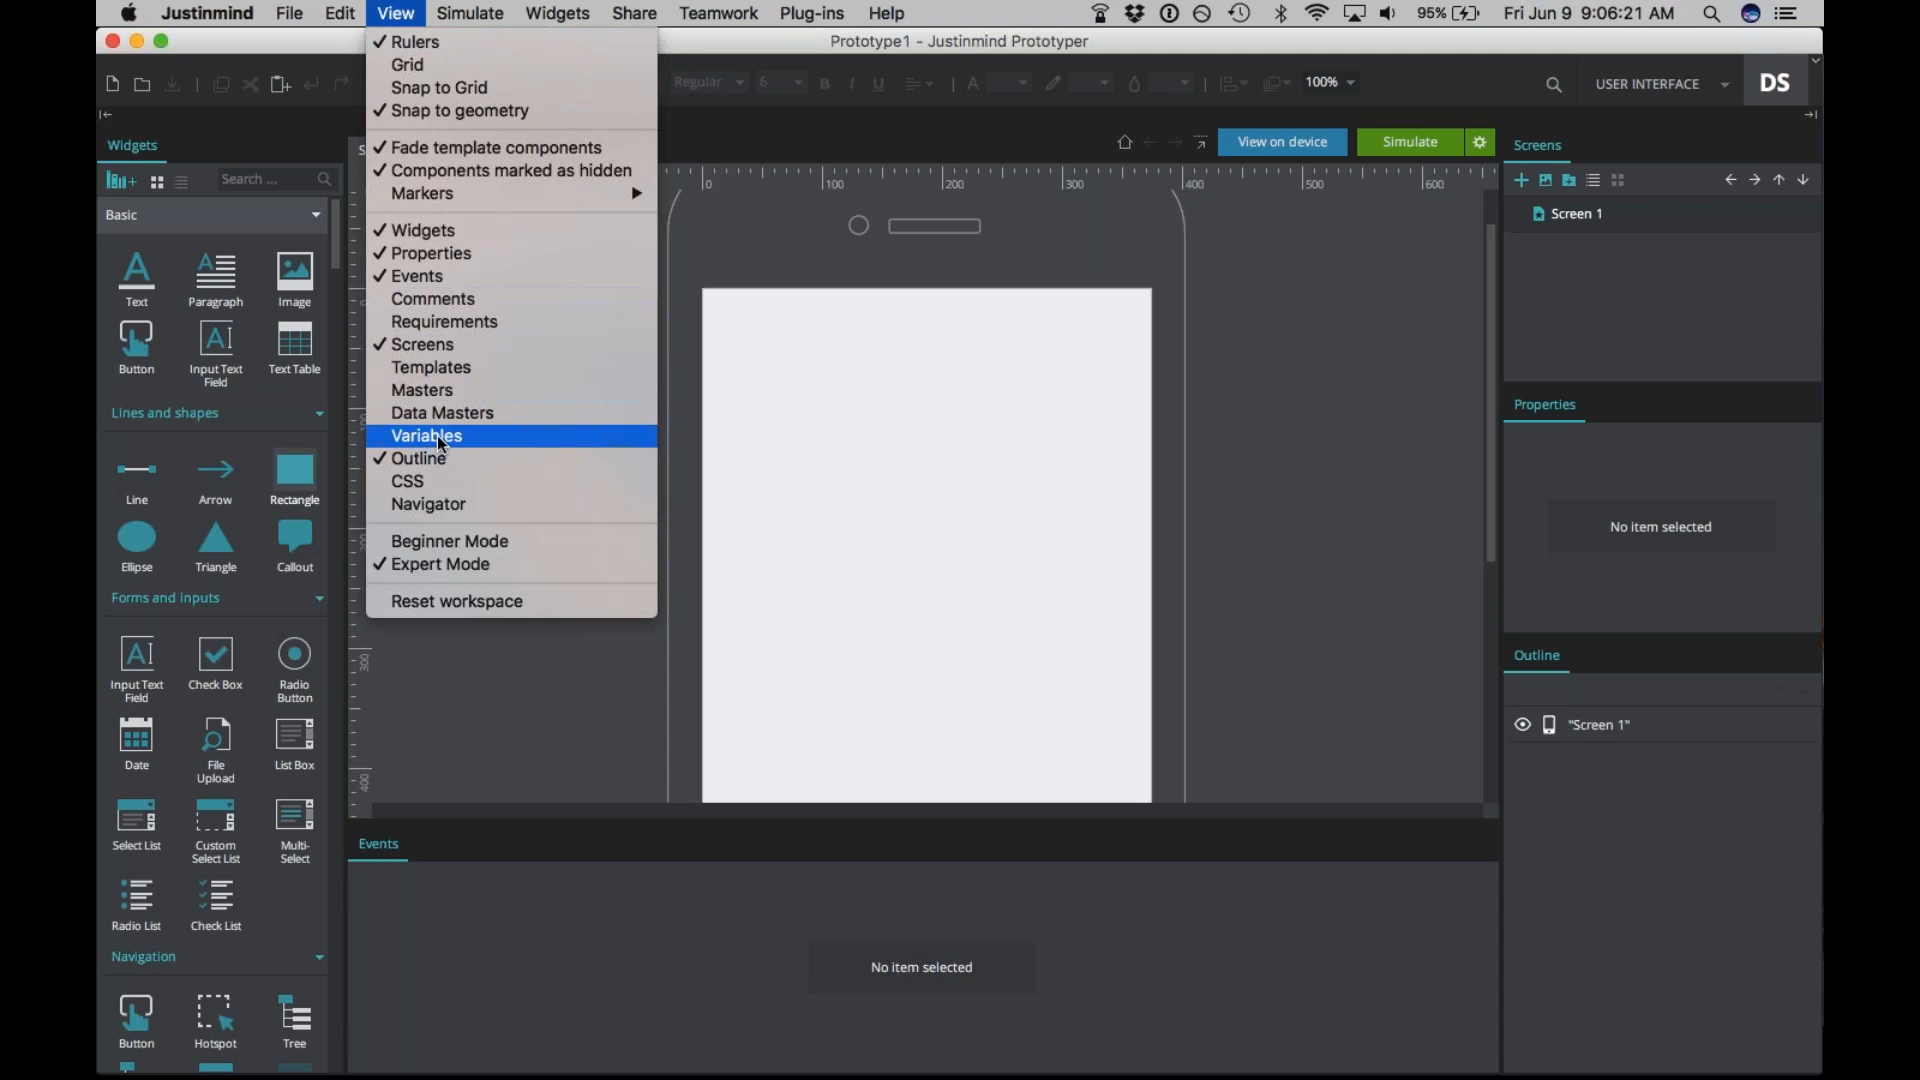 Justinmind File Edit View Simulate Widgets Share Teamwork Plug-ins Help 95% Fri Jun 9 9:06:21 AM
Prototype1 - Justinmind Prototyper
Regular 6 B I U A 100% USER INTERFACE DS
Rulers
Grid
Snap to Grid
Snap to geometry
Fade template components
Components marked as hidden
Markers
Widgets
Properties
Events
Comments
Requirements
Screens
Templates
Masters
Data Masters
Variables
Outline
CSS
Navigator
Beginner Mode
Expert Mode
Reset workspace
Widgets
Search ...
Basic
Text Paragraph Image
Button Input Text Field Text Table
Lines and shapes
Line Arrow Rectangle
Ellipse Triangle Callout
Forms and inputs
Input Text Field Check Box Radio Button
Date File Upload List Box
Select List Custom Select List Multi-Select
Radio List Check List
Navigation
Button Hotspot Tree
View on device Simulate
0 100 200 300 400 500 600
300
400
Events
No item selected
Screens
Screen 1
Properties
No item selected
Outline
"Screen 1"